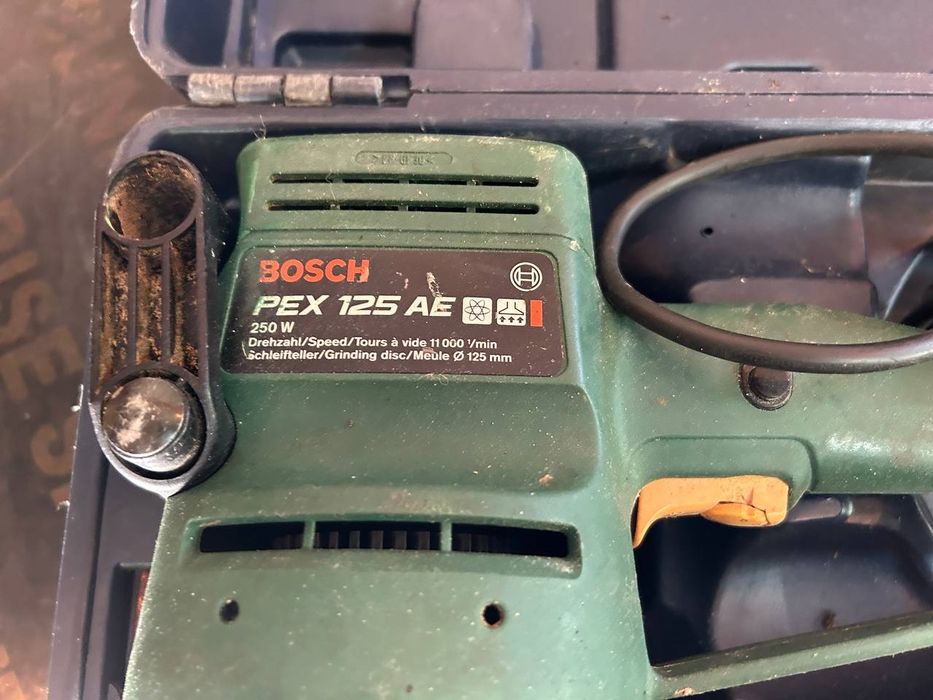 BOSCH
PEX 125 AE
250 W
Drehzahl/Speed/Tours à vide 11 000 ¹/min
Schleifteller/Grinding disc/Meule Ø 125 mm